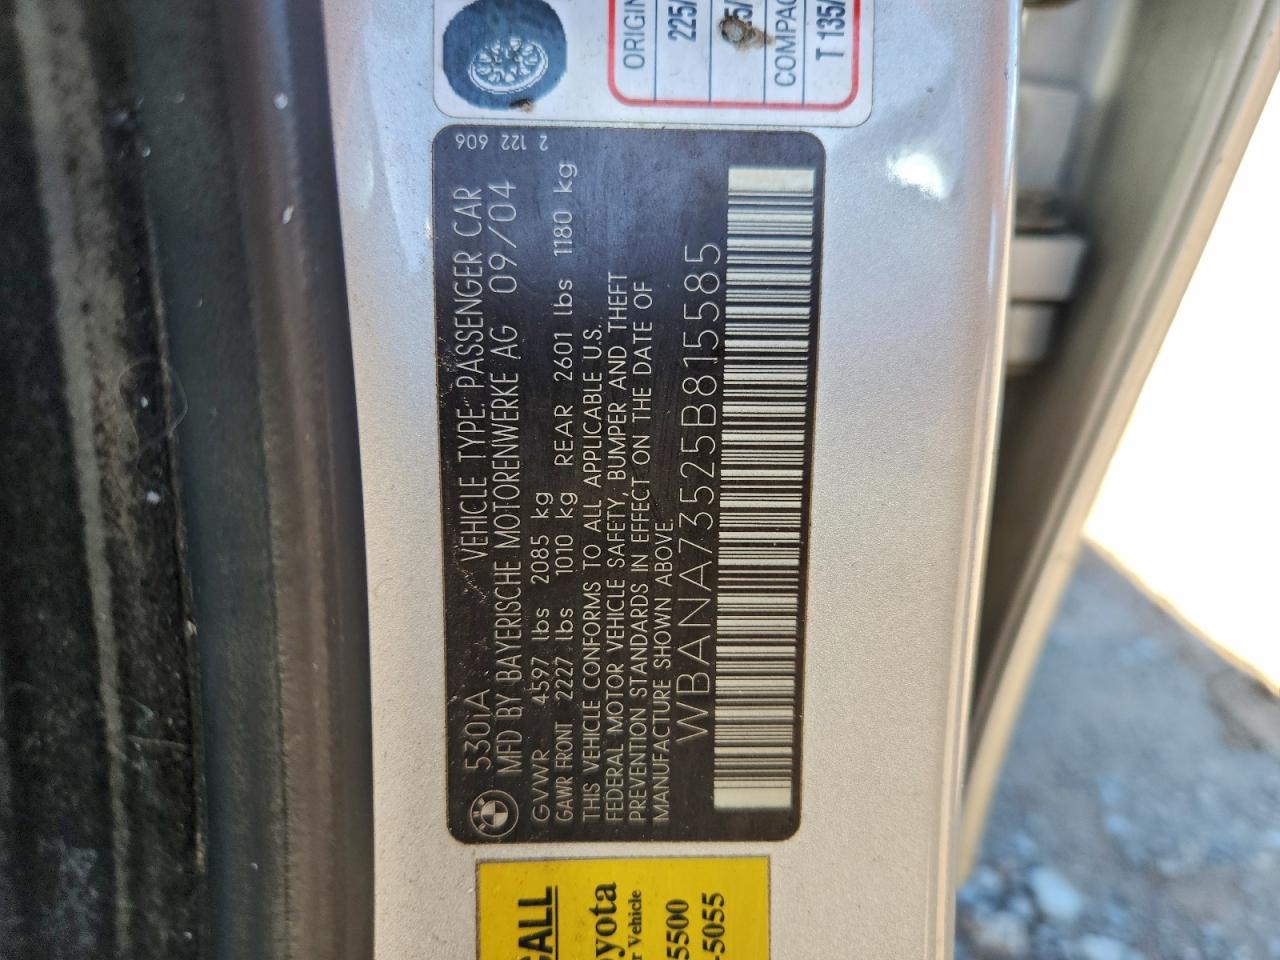 ORIGIN
225/
COMPAC
T 135/
2 122 606
530iA VEHICLE TYPE: PASSENGER CAR
MFD BY BAYERISCHE MOTORENWERKE AG 09/04
GVWR 4597 lbs 2085 kg
GAWR FRONT 2227 lbs 1010 kg REAR 2601 lbs 1180 kg
THIS VEHICLE CONFORMS TO ALL APPLICABLE U.S.
FEDERAL MOTOR VEHICLE SAFETY, BUMPER AND THEFT
PREVENTION STANDARDS IN EFFECT ON THE DATE OF
MANUFACTURE SHOWN ABOVE.
WBANA73525B815585
CALL
oyota
r Vehicle
5500
-5055